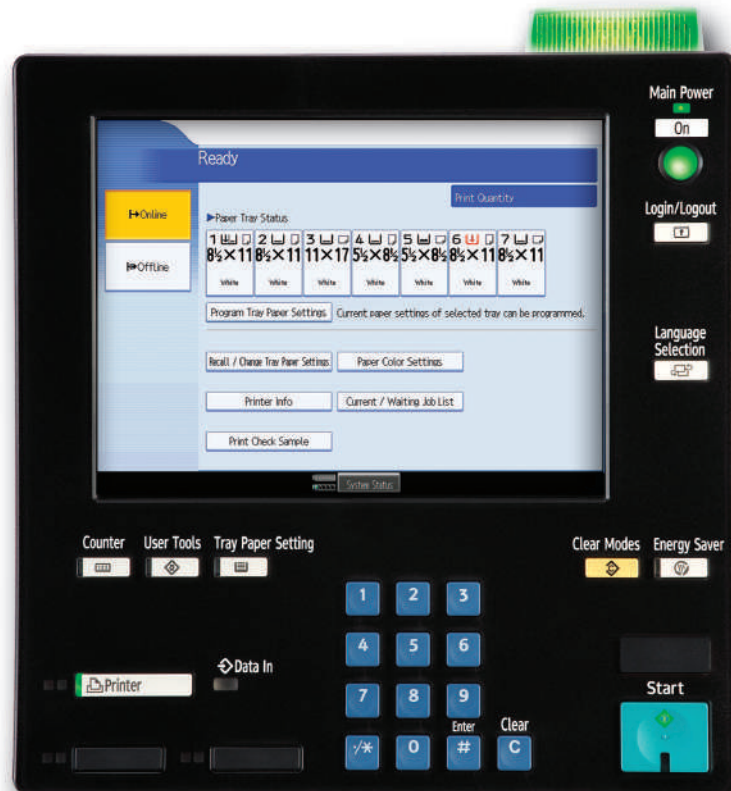 Main Power
On
Ready
Print Quantity
Online
Login/Logout
▶Paper Tray Status
1 2 3 4 5 6 7
8½×11 8½×11 11×17 5½×8½ 5½×8½ 8½×11 8½×11
White White White White White White White
Offline
Program Tray Paper Settings Current paper settings of selected tray can be programmed.
Language
Selection
Recall / Change Tray Paper Settings Paper Color Settings
Printer Info Current / Waiting Job List
Print Check Sample
System Status
Counter User Tools Tray Paper Setting Clear Modes Energy Saver
1 2 3
4 5 6
Data In
Printer
7 8 9
Start
Enter Clear
·/* 0 # C